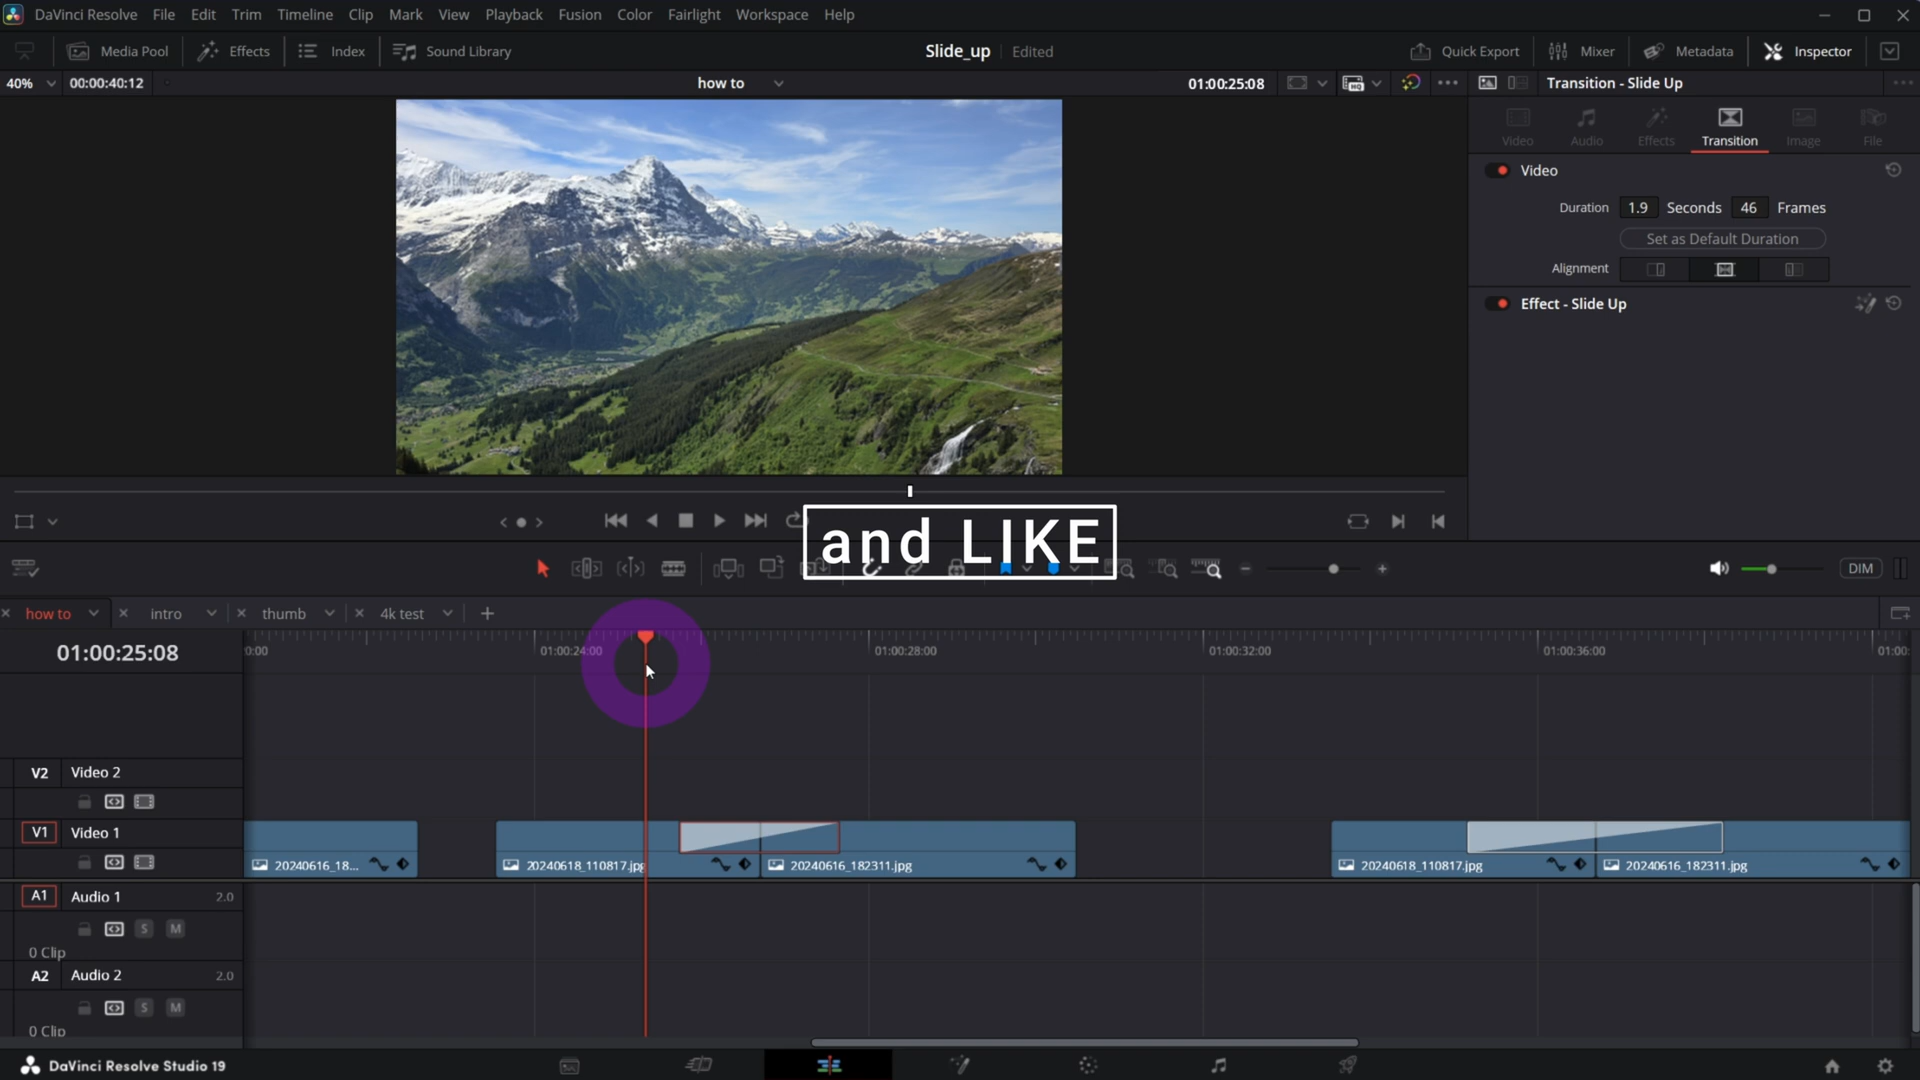 DaVinci Resolve File Edit Trim Timeline Clip Mark View Playback Fusion Color Fairlight Workspace Help
Media Pool Effects Index Sound Library Slide_up Edited Quick Export Mixer Metadata Inspector
40% 00:00:40:12 how to 01:00:25:08 Transition - Slide Up
Video Audio Effects Transition Image File
Video
Duration 1.9 Seconds 46 Frames
Set as Default Duration
Alignment
Effect - Slide Up
and LIKE
DIM
how to intro thumb 4k test
01:00:25:08 0:00 01:00:24:00 01:00:28:00 01:00:32:00 01:00:36:00 01:00:
V2 Video 2
V1 Video 1
20240616_18... 20240618_110817.jpg 20240616_182311.jpg 20240618_110817.jpg 20240616_182311.jpg
A1 Audio 1 2.0
S M
0 Clip
A2 Audio 2 2.0
S M
0 Clip
DaVinci Resolve Studio 19